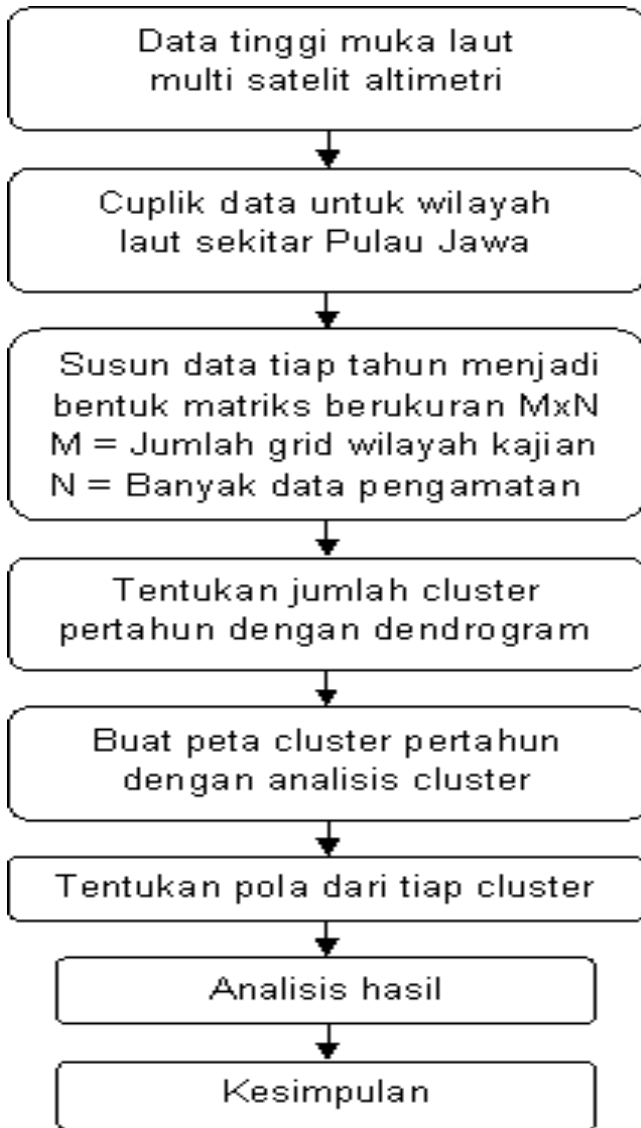 Data tinggi muka laut
multi satelit altimetri
Cuplik data untuk wilayah
laut sekitar Pulau Jawa
Susun data tiap tahun menjadi
bentuk matriks berukuran MxN
M = Jumlah grid wilayah kajian
N = Banyak data pengamatan
Tentukan jumlah cluster
pertahun dengan dendrogram
Buat peta cluster pertahun
dengan analisis cluster
Tentukan pola dari tiap cluster
Analisis hasil
Kesimpulan